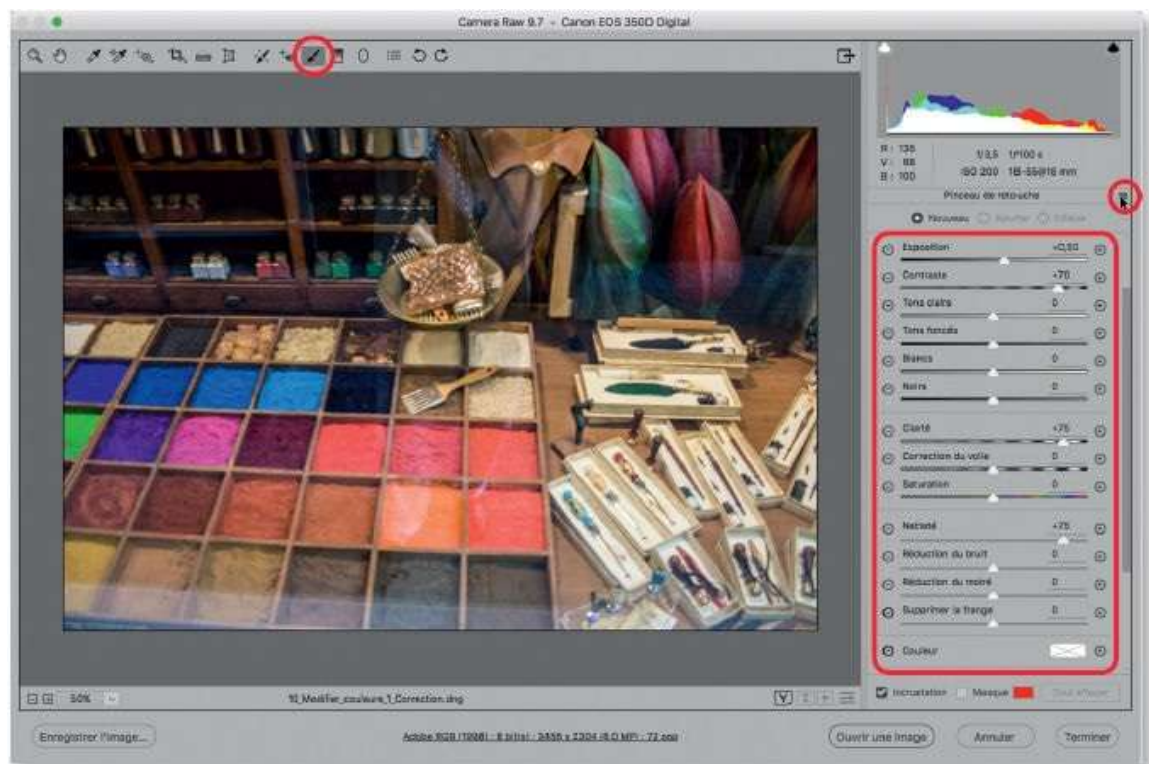 Camera Raw 9.7 - Canon EOS 350D Digital
R : 136
V : 88
B : 100
f/3,5 1/100 s
ISO 200 18-55@18 mm
Pinceau de retouche
Nouveau Ajouter Effacer
Exposition +0,50
Contraste +75
Tons clairs 0
Tons foncés 0
Blancs 0
Noirs 0
Clarté +75
Correction du voile 0
Saturation 0
Netteté +75
Réduction du bruit 0
Réduction du moiré 0
Supprimer la frange 0
Couleur
Incrustation Masque Tout effacer
50% 10_Modifier_couleurs_1_Correction.dng Y
Enregistrer l'image... Adobe RGB (1998) ; 8 bit(s) ; 3456 x 2304 (8,0 MP) ; 72 ppp Ouvrir une image Annuler Terminer